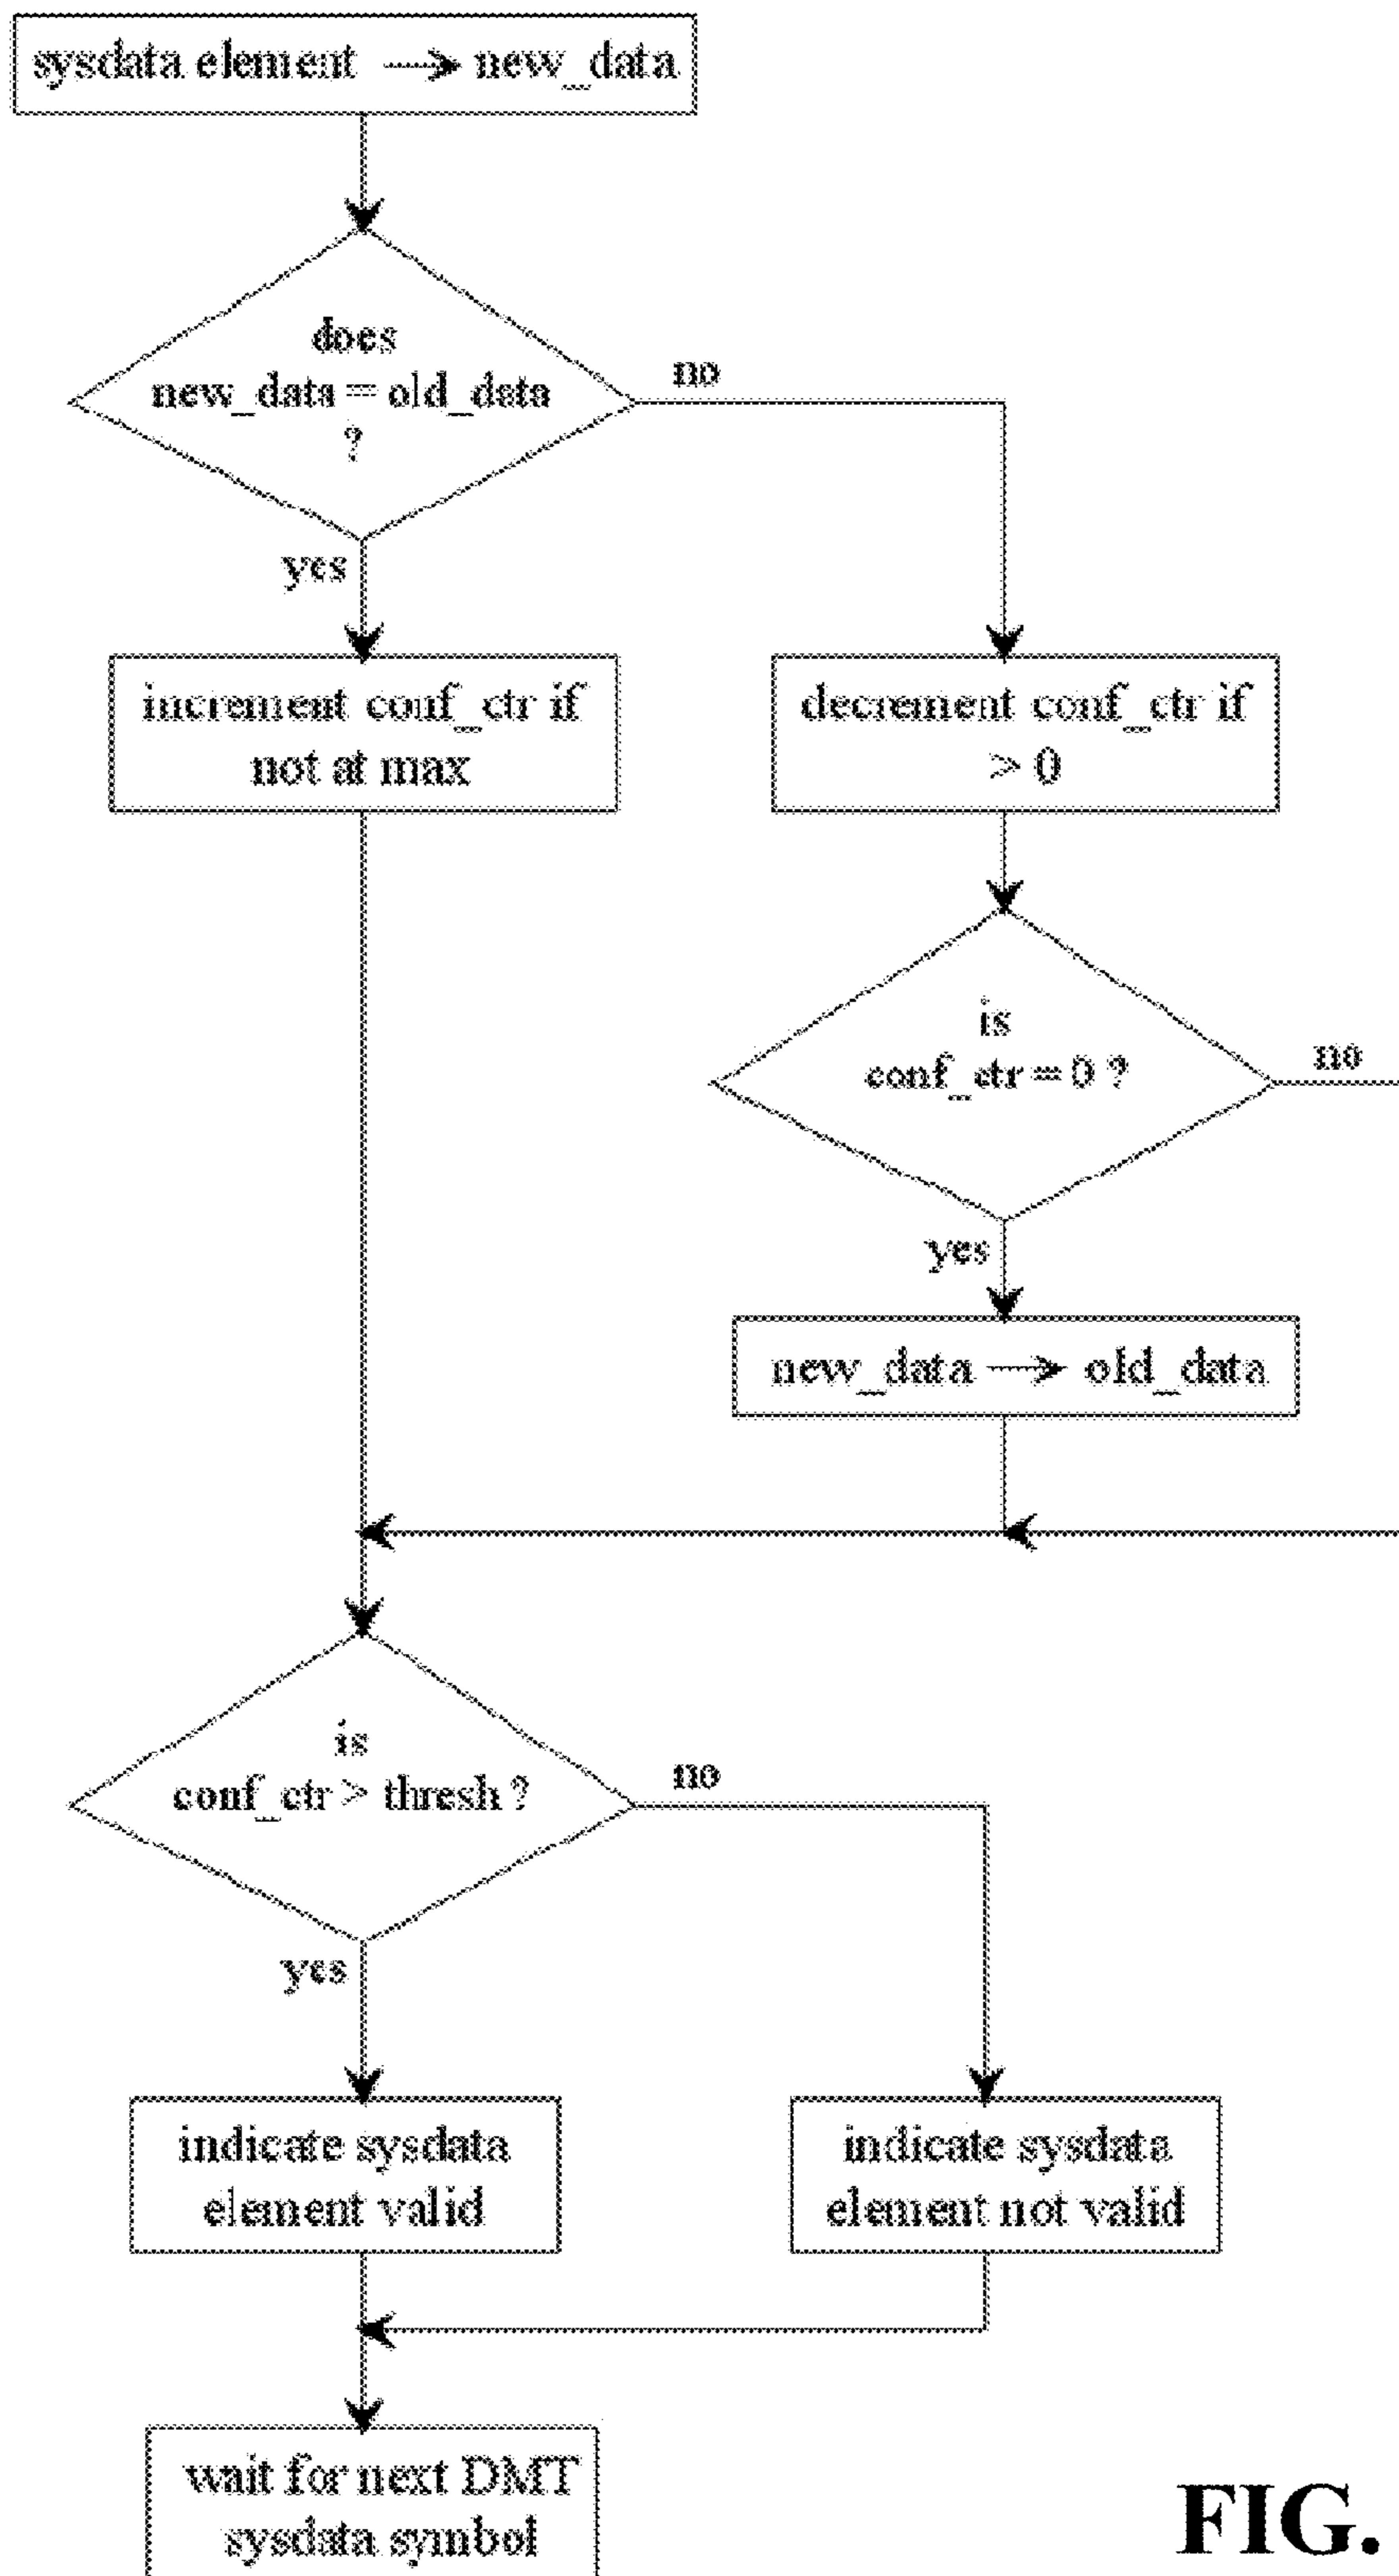 sysdata element → new_data
does
new_data = old_data
?
no
yes
increment conf_ctr if
not at max
decrement conf_ctr if
> 0
is
conf_ctr = 0 ?
no
yes
new_data → old_data
is
conf_ctr > thresh ?
no
yes
indicate sysdata
element valid
indicate sysdata
element not valid
wait for next DMT
sysdata symbol
FIG.